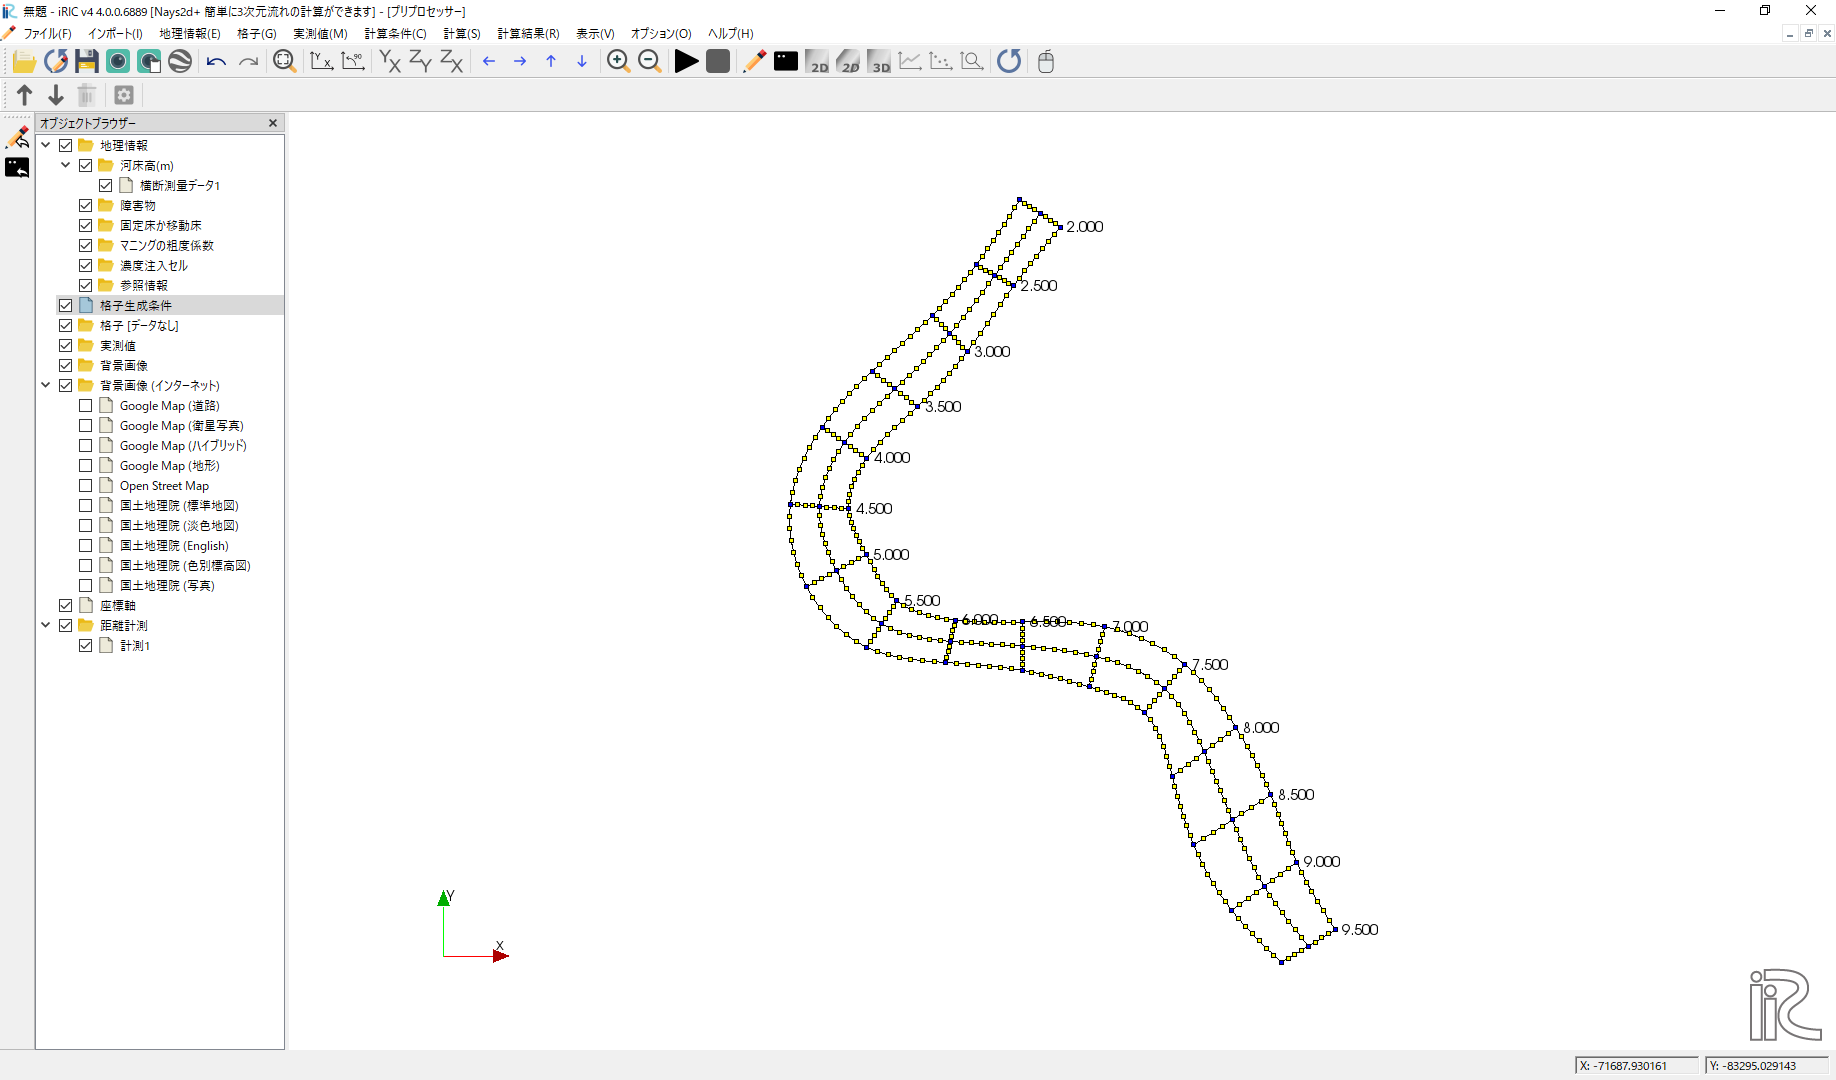 無題 - iRIC v4 4.0.0.6889 [Nays2d+ 簡単に3次元流れの計算ができます] - [プリプロセッサー]
ファイル(F) インポート(I) 地理情報(E) 格子(G) 実測値(M) 計算条件(C) 計算(S) 計算結果(R) 表示(V) オプション(O) ヘルプ(H)
Y X -90 YX ZY ZX 2D 2D 3D
オブジェクトブラウザー
地理情報
河床高(m)
横断測量データ1
障害物
固定床か移動床
マニングの粗度係数
濃度注入セル
参照情報
格子生成条件
格子 [データなし]
実測値
背景画像
背景画像 (インターネット)
Google Map (道路)
Google Map (衛星写真)
Google Map (ハイブリッド)
Google Map (地形)
Open Street Map
国土地理院 (標準地図)
国土地理院 (淡色地図)
国土地理院 (English)
国土地理院 (色別標高図)
国土地理院 (写真)
座標軸
距離計測
計測1
2.000
2.500
3.000
3.500
4.000
4.500
5.000
5.500
6.000
6.500
7.000
7.500
8.000
8.500
9.000
9.500
Y
X
iRIC
X: -71687.930161
Y: -83295.029143